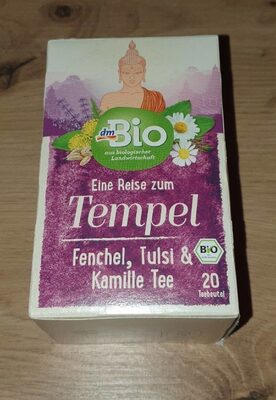 dm
Bio
aus biologischer
Landwirtschaft
Eine Reise zum
Tempel
Fenchel, Tulsi &
Kamille Tee
BIO
20
Teebeutel